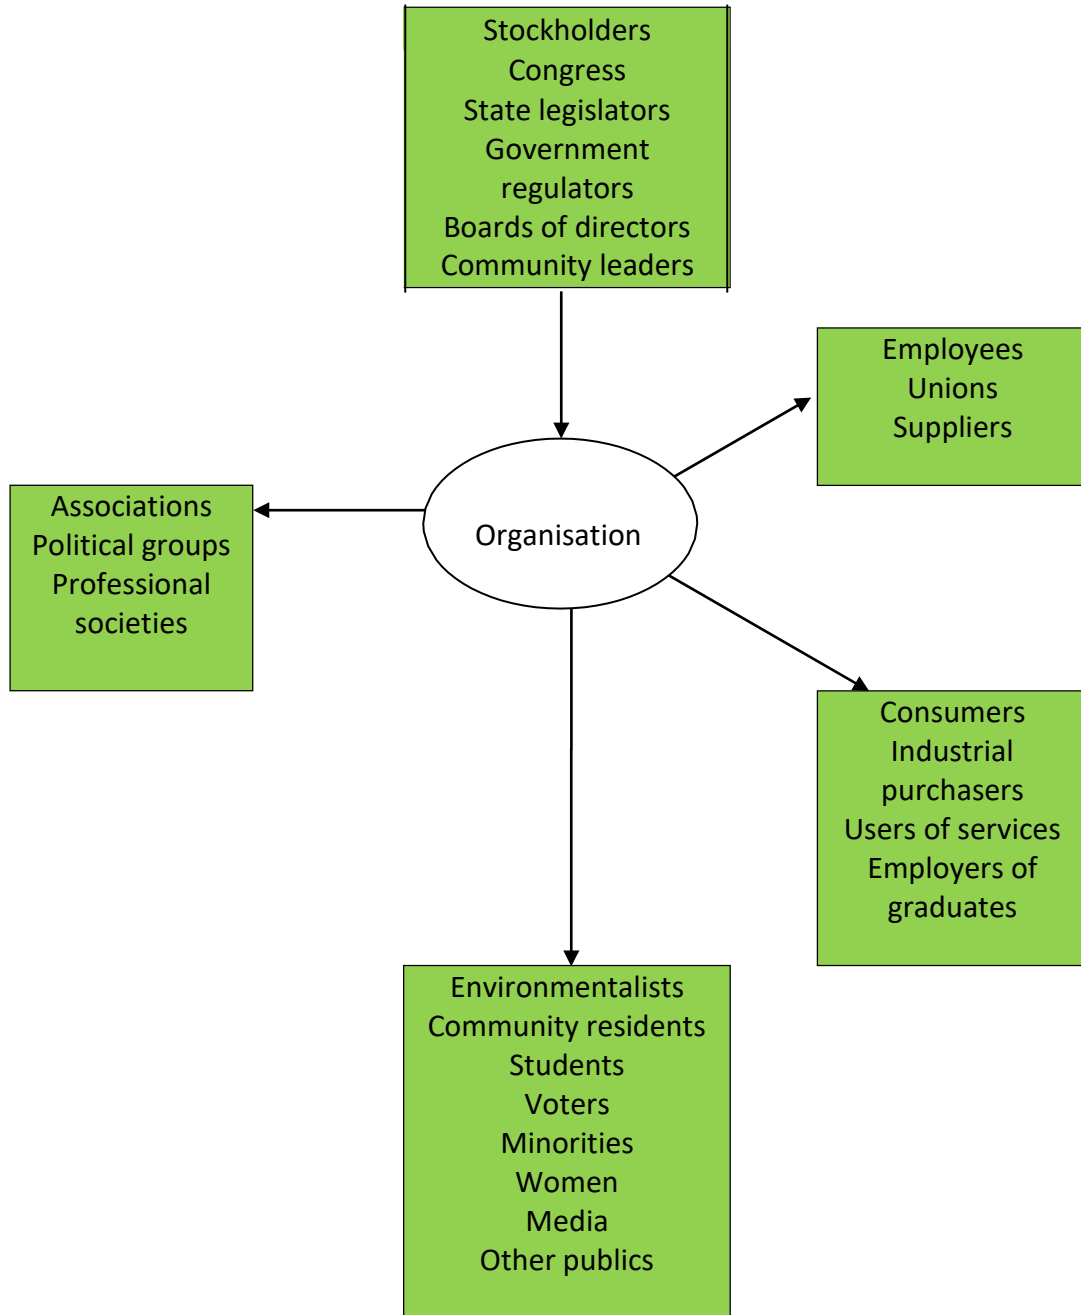 Stockholders
Congress
State legislators
Government
regulators
Boards of directors
Community leaders
Employees
Unions
Suppliers
Organisation
Associations
Political groups
Professional
societies
Consumers
Industrial
purchasers
Users of services
Employers of
graduates
Environmentalists
Community residents
Students
Voters
Minorities
Women
Media
Other publics